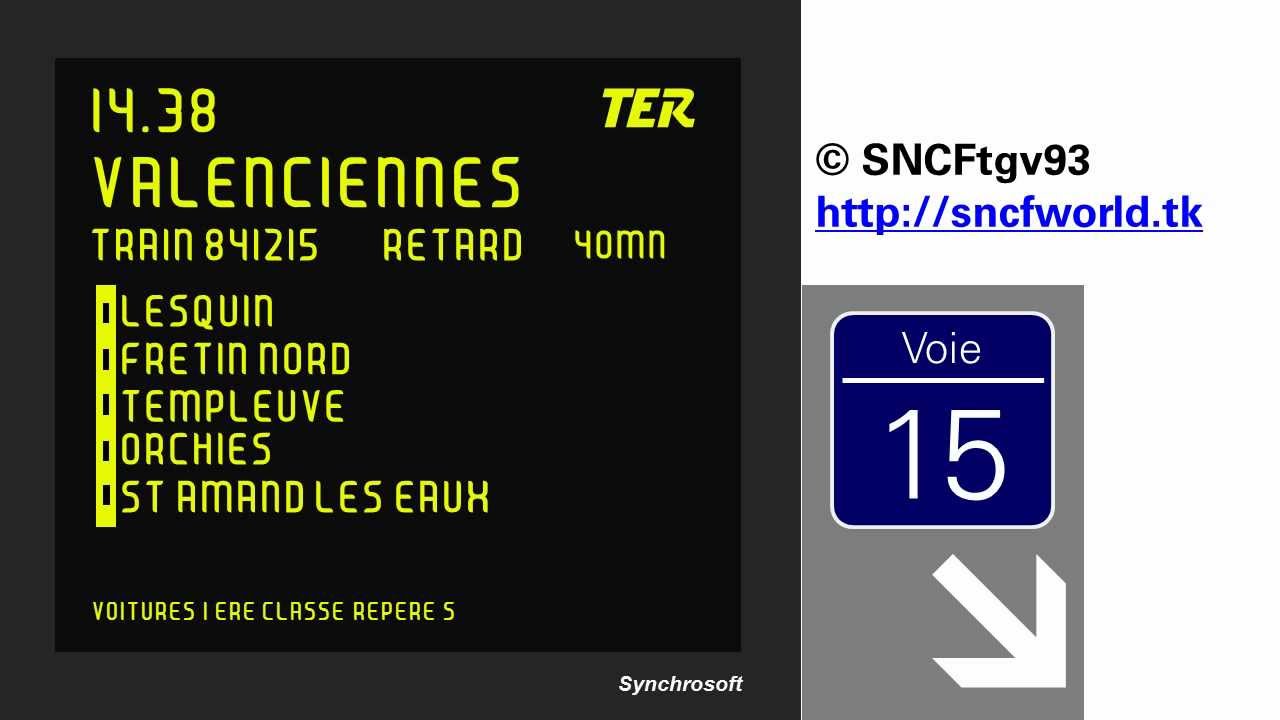 14.38 TER
VALENCIENNES
TRAIN 841215 RETARD 40MN
LESQUIN
FRETIN NORD
TEMPLEUVE
ORCHIES
ST AMAND LES EAUX
VOITURES 1 ERE CLASSE REPERE S
Synchrosoft
© SNCFtgv93
http://sncfworld.tk
Voie
15